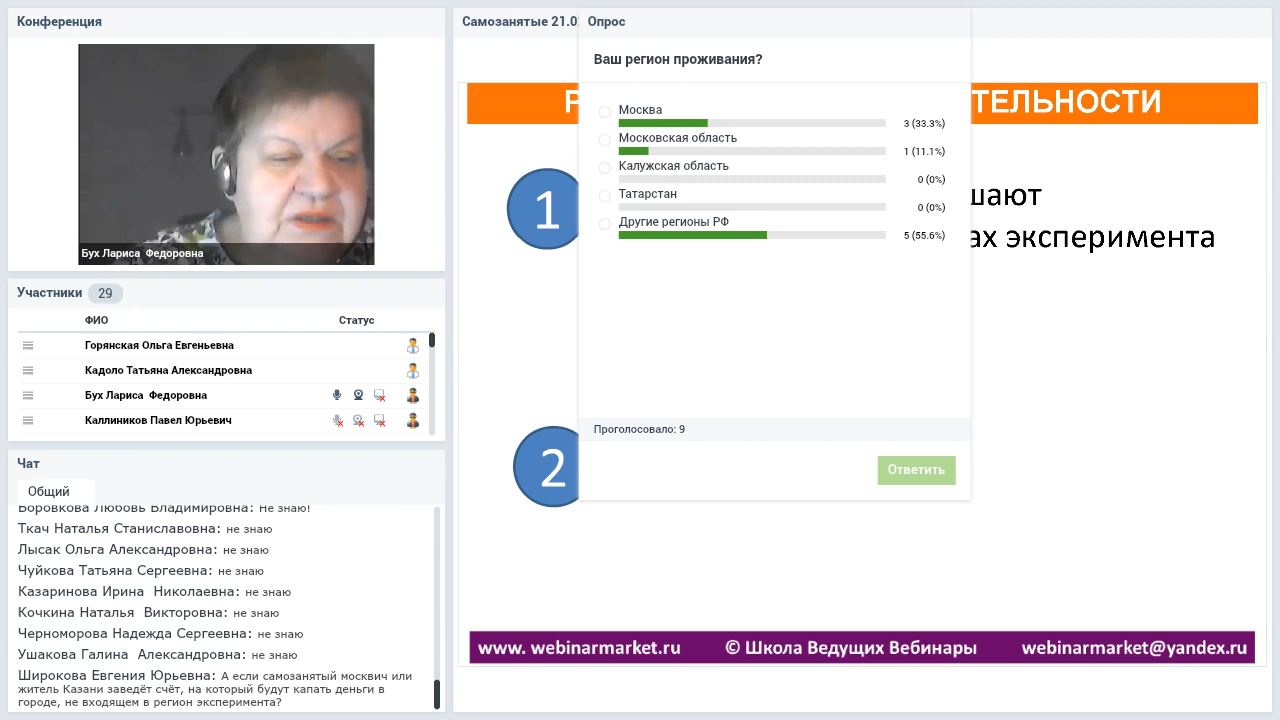 Конференция
Бух Лариса  Федоровна
Участники 29
ФИО Статус
Горянская Ольга Евгеньевна
Кадоло Татьяна Александровна
Бух Лариса  Федоровна
Каллиников Павел Юрьевич
Чат
Общий
Боровкова Любовь Владимировна: не знаю!
Ткач Наталья Станиславовна: не знаю
Лысак Ольга Александровна: не знаю
Чуйкова Татьяна Сергеевна: не знаю
Казаринова Ирина  Николаевна: не знаю
Кочкина Наталья  Викторовна: не знаю
Черноморова Надежда Сергеевна: не знаю
Ушакова Галина  Александровна: не знаю
Широкова Евгения Юрьевна: А если самозанятый москвич или
житель Казани заведёт счёт, на который будут капать деньги в
городе, не входящем в регион эксперимента?
Самозанятые 21.0
Опрос
Ваш регион проживания?
Москва
3 (33.3%)
Московская область
1 (11.1%)
Калужская область
0 (0%)
Татарстан
0 (0%)
Другие регионы РФ
5 (55.6%)
Проголосовало: 9
Ответить
ТЕЛЬНОСТИ
1
шают
ах эксперимента
2
www. webinarmarket.ru © Школа Ведущих Вебинары webinarmarket@yandex.ru